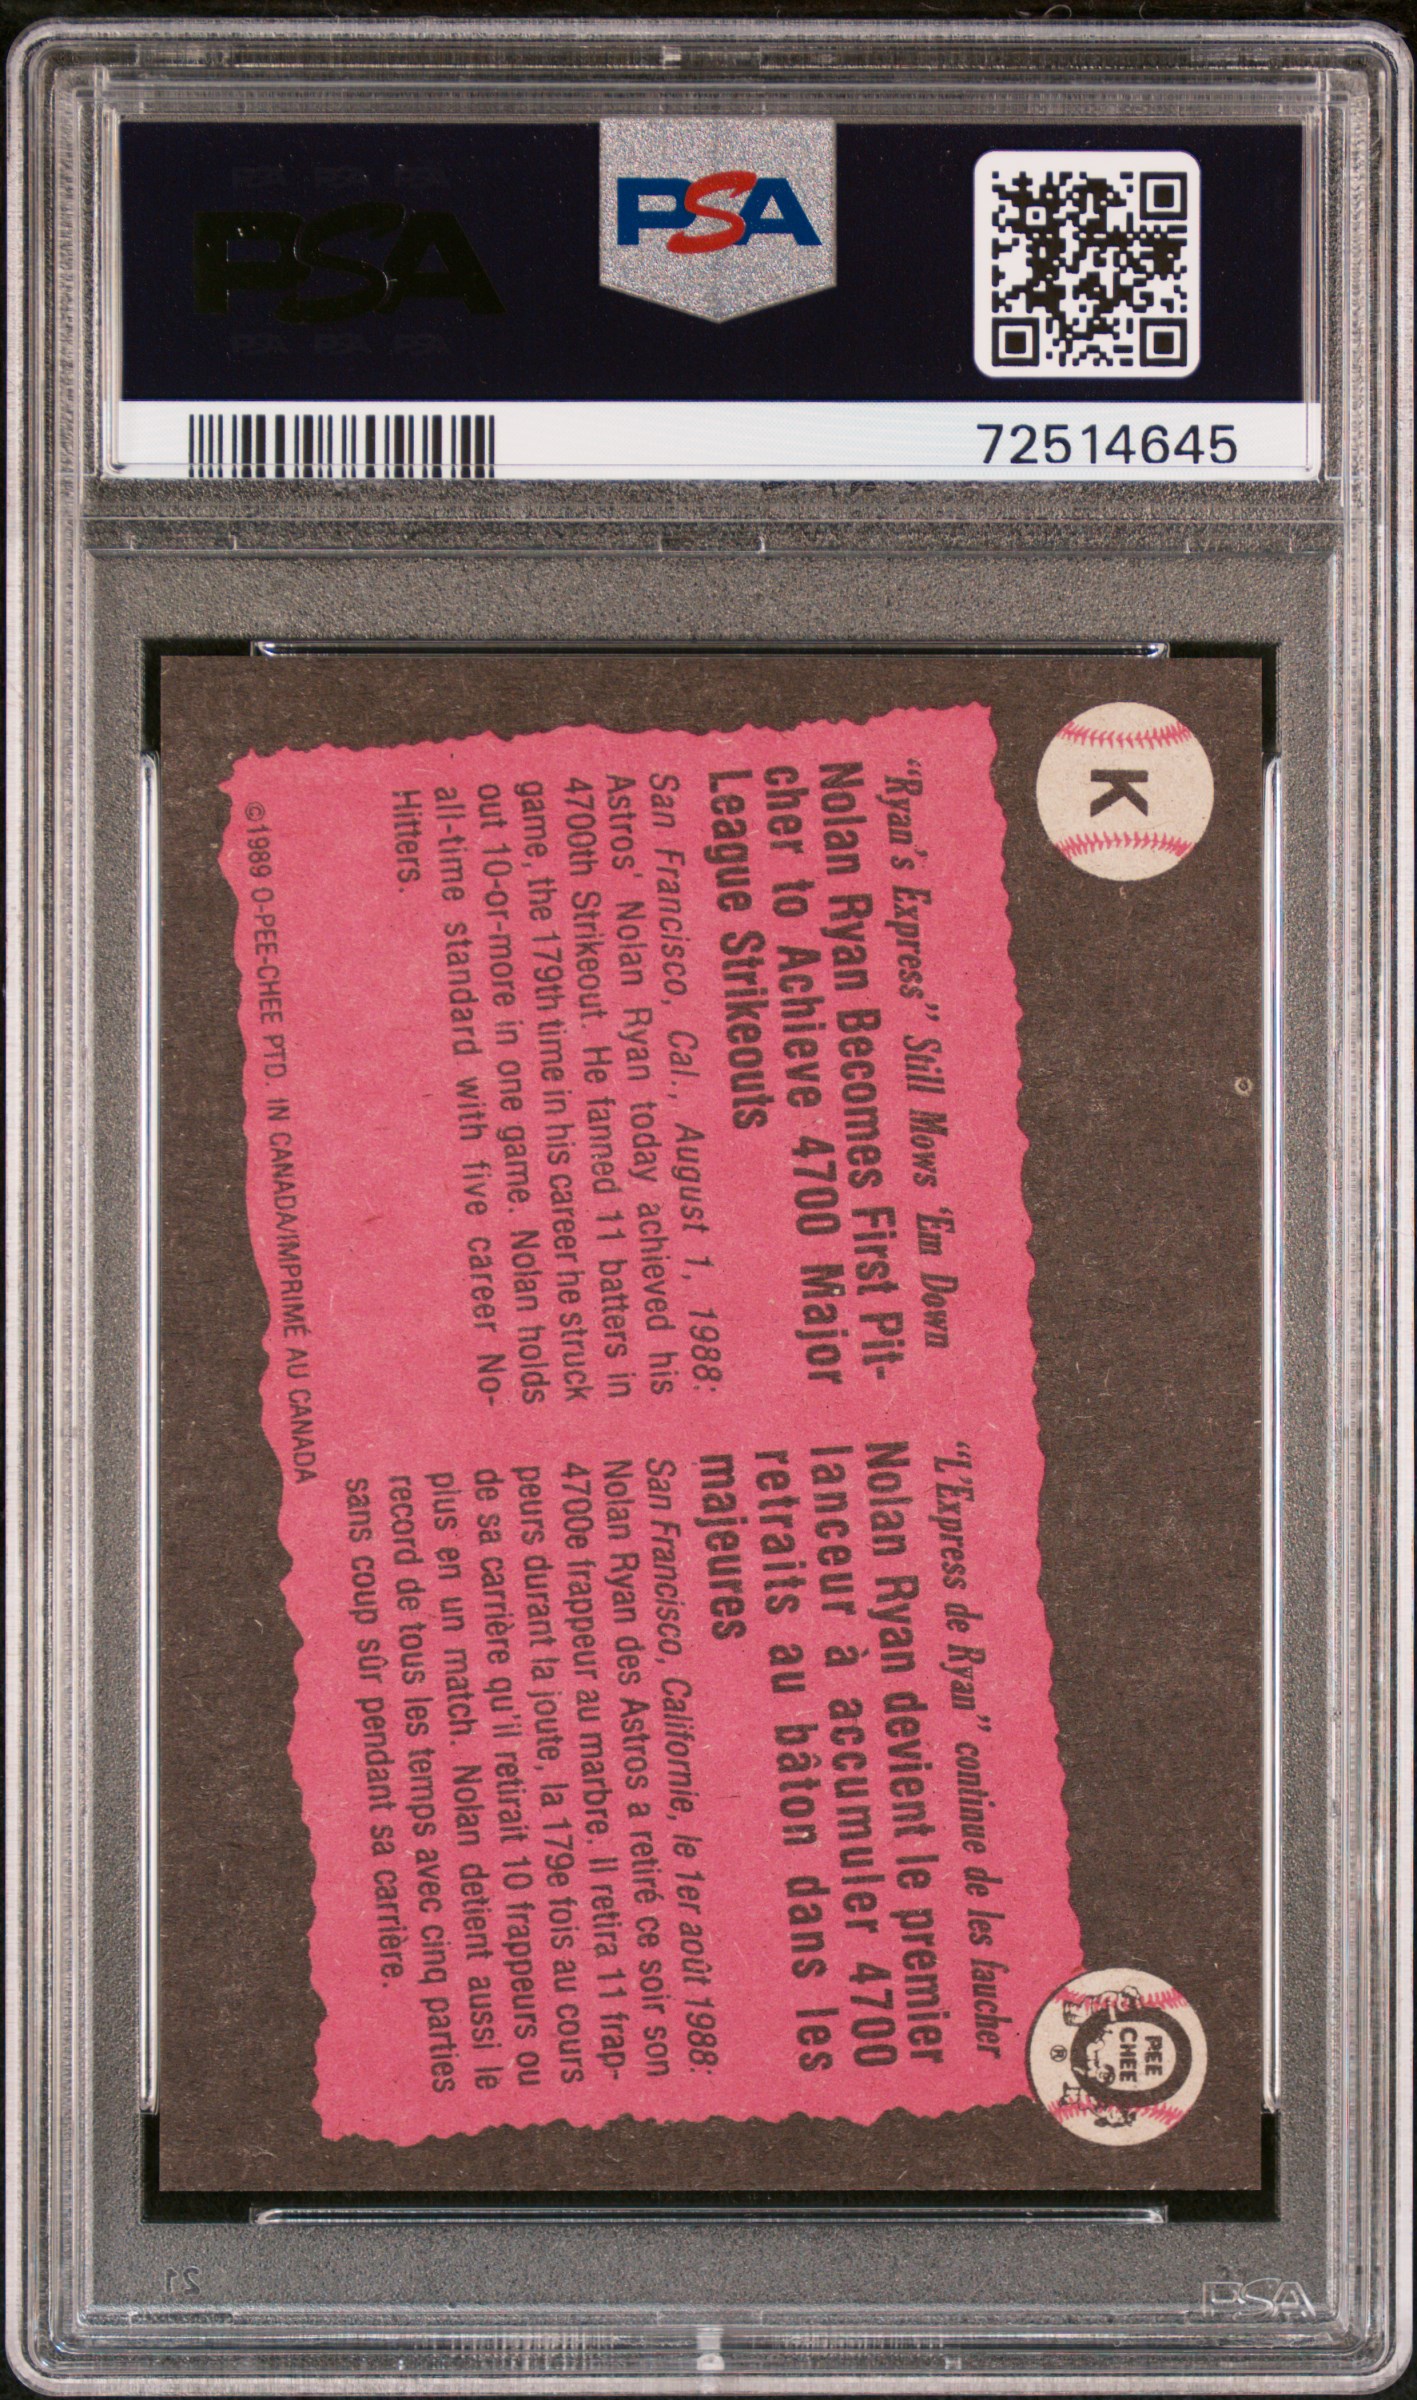 PSA
PSA
72514645
K
"Ryan's Express" Still Mows 'Em Down
Nolan Ryan Becomes First Pit-
cher to Achieve 4700 Major
League Strikeouts
San Francisco, Cal., August 1, 1988:
Astros' Nolan Ryan today achieved his
4700th Strikeout. He fanned 11 batters in
game, the 179th time in his career he struck
out 10-or-more in one game. Nolan holds
all-time standard with five career No-
Hitters.
"L'Express de Ryan" continue de les faucher
Nolan Ryan devient le premier
lanceur à accumuler 4700
retraits au bâton dans les
majeures
San Francisco, Californie, le 1er août 1988:
Nolan Ryan des Astros a retiré ce soir son
4700e frappeur au marbre. Il retira 11 frap-
peurs durant la joute, la 179e fois au cours
de sa carrière qu'il retirait 10 frappeurs ou
plus en un match. Nolan detient aussi le
record de tous les temps avec cinq parties
sans coup sûr pendant sa carrière.
©1989 O-PEE-CHEE PTD. IN CANADA/IMPRIMÉ AU CANADA
O
PEE
CHEE
®
21
PSA